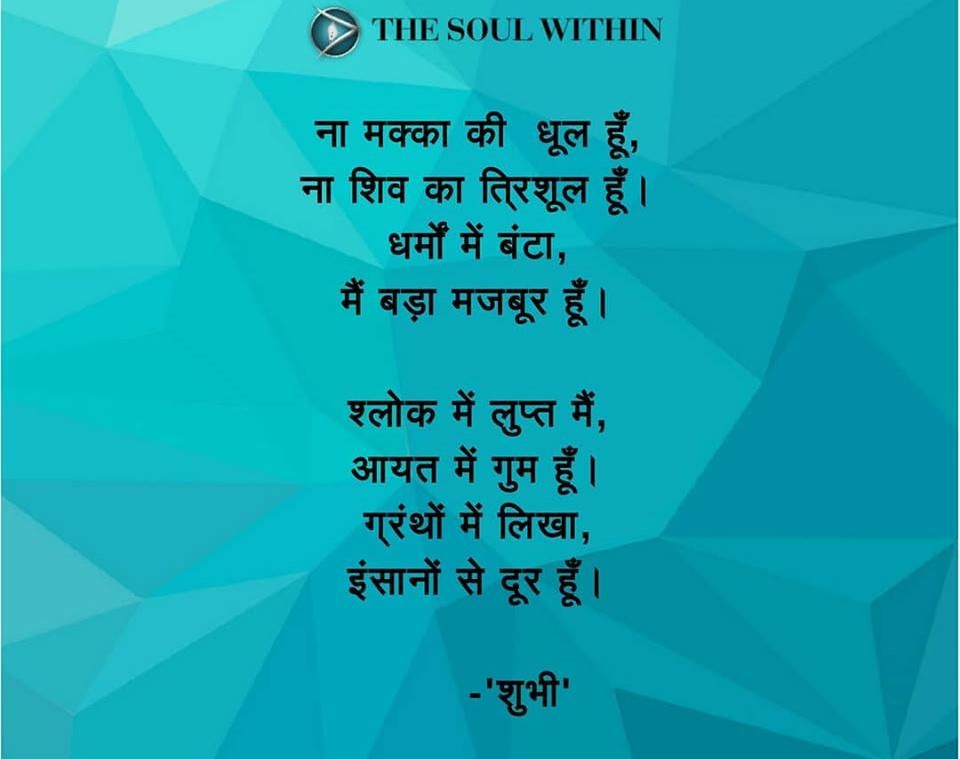 THE SOUL WITHIN
ना मक्का की धूल हूँ,
ना शिव का त्रिशूल हूँ।
धर्मों में बंटा,
मैं बड़ा मजबूर हूँ।
श्लोक में लुप्त मैं,
आयत में गुम हूँ।
ग्रंथों में लिखा,
इंसानों से दूर हूँ।
-'शुभी'